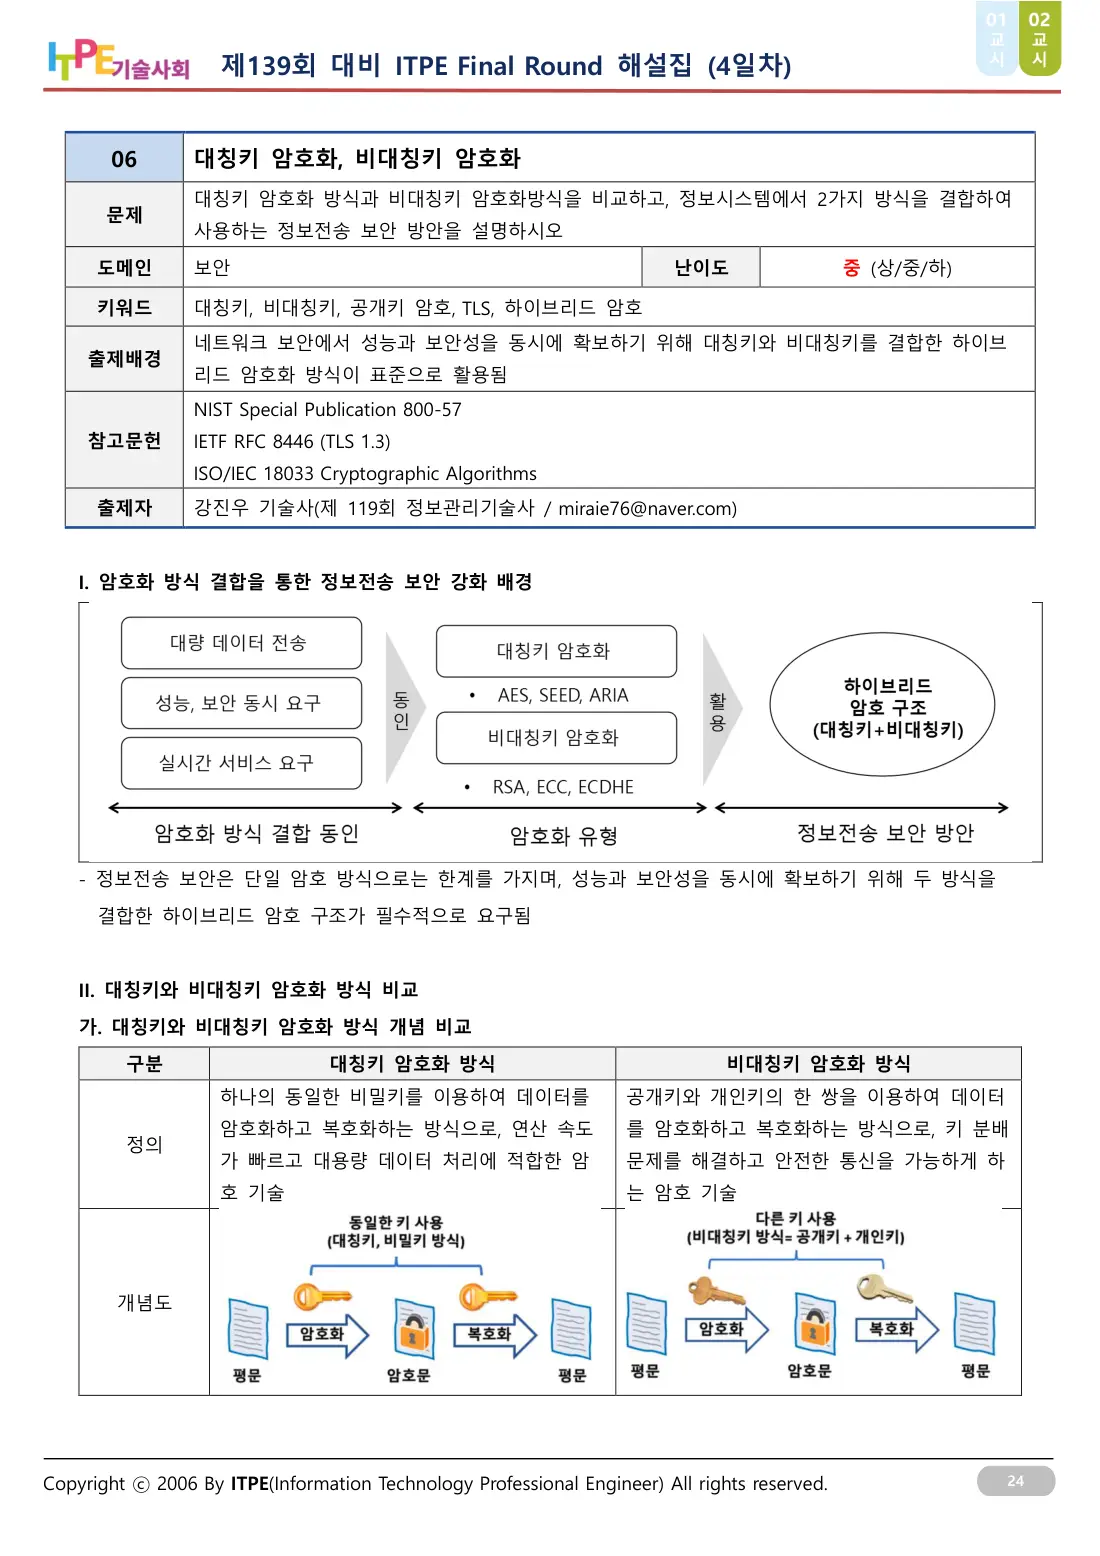 ITPE기술사회 제139회 대비 ITPE Final Round 해설집 (4일차)
01 교시
02 교시
06 대칭키 암호화, 비대칭키 암호화
문제 대칭키 암호화 방식과 비대칭키 암호화방식을 비교하고, 정보시스템에서 2가지 방식을 결합하여
사용하는 정보전송 보안 방안을 설명하시오
도메인 보안 난이도 중 (상/중/하)
키워드 대칭키, 비대칭키, 공개키 암호, TLS, 하이브리드 암호
출제배경 네트워크 보안에서 성능과 보안성을 동시에 확보하기 위해 대칭키와 비대칭키를 결합한 하이브
리드 암호화 방식이 표준으로 활용됨
참고문헌 NIST Special Publication 800-57
IETF RFC 8446 (TLS 1.3)
ISO/IEC 18033 Cryptographic Algorithms
출제자 강진우 기술사(제 119회 정보관리기술사 / miraie76@naver.com)
I. 암호화 방식 결합을 통한 정보전송 보안 강화 배경
대량 데이터 전송
성능, 보안 동시 요구
실시간 서비스 요구
동인
대칭키 암호화
• AES, SEED, ARIA
비대칭키 암호화
• RSA, ECC, ECDHE
활용
하이브리드
암호 구조
(대칭키+비대칭키)
암호화 방식 결합 동인
암호화 유형
정보전송 보안 방안
- 정보전송 보안은 단일 암호 방식으로는 한계를 가지며, 성능과 보안성을 동시에 확보하기 위해 두 방식을
결합한 하이브리드 암호 구조가 필수적으로 요구됨
II. 대칭키와 비대칭키 암호화 방식 비교
가. 대칭키와 비대칭키 암호화 방식 개념 비교
구분 대칭키 암호화 방식 비대칭키 암호화 방식
정의
하나의 동일한 비밀키를 이용하여 데이터를
암호화하고 복호화하는 방식으로, 연산 속도
가 빠르고 대용량 데이터 처리에 적합한 암
호 기술
공개키와 개인키의 한 쌍을 이용하여 데이터
를 암호화하고 복호화하는 방식으로, 키 분배
문제를 해결하고 안전한 통신을 가능하게 하
는 암호 기술
개념도
동일한 키 사용
(대칭키, 비밀키 방식)
암호화
복호화
평문
암호문
평문
다른 키 사용
(비대칭키 방식= 공개키 + 개인키)
암호화
복호화
평문
암호문
평문
Copyright ⓒ 2006 By ITPE(Information Technology Professional Engineer) All rights reserved.
24